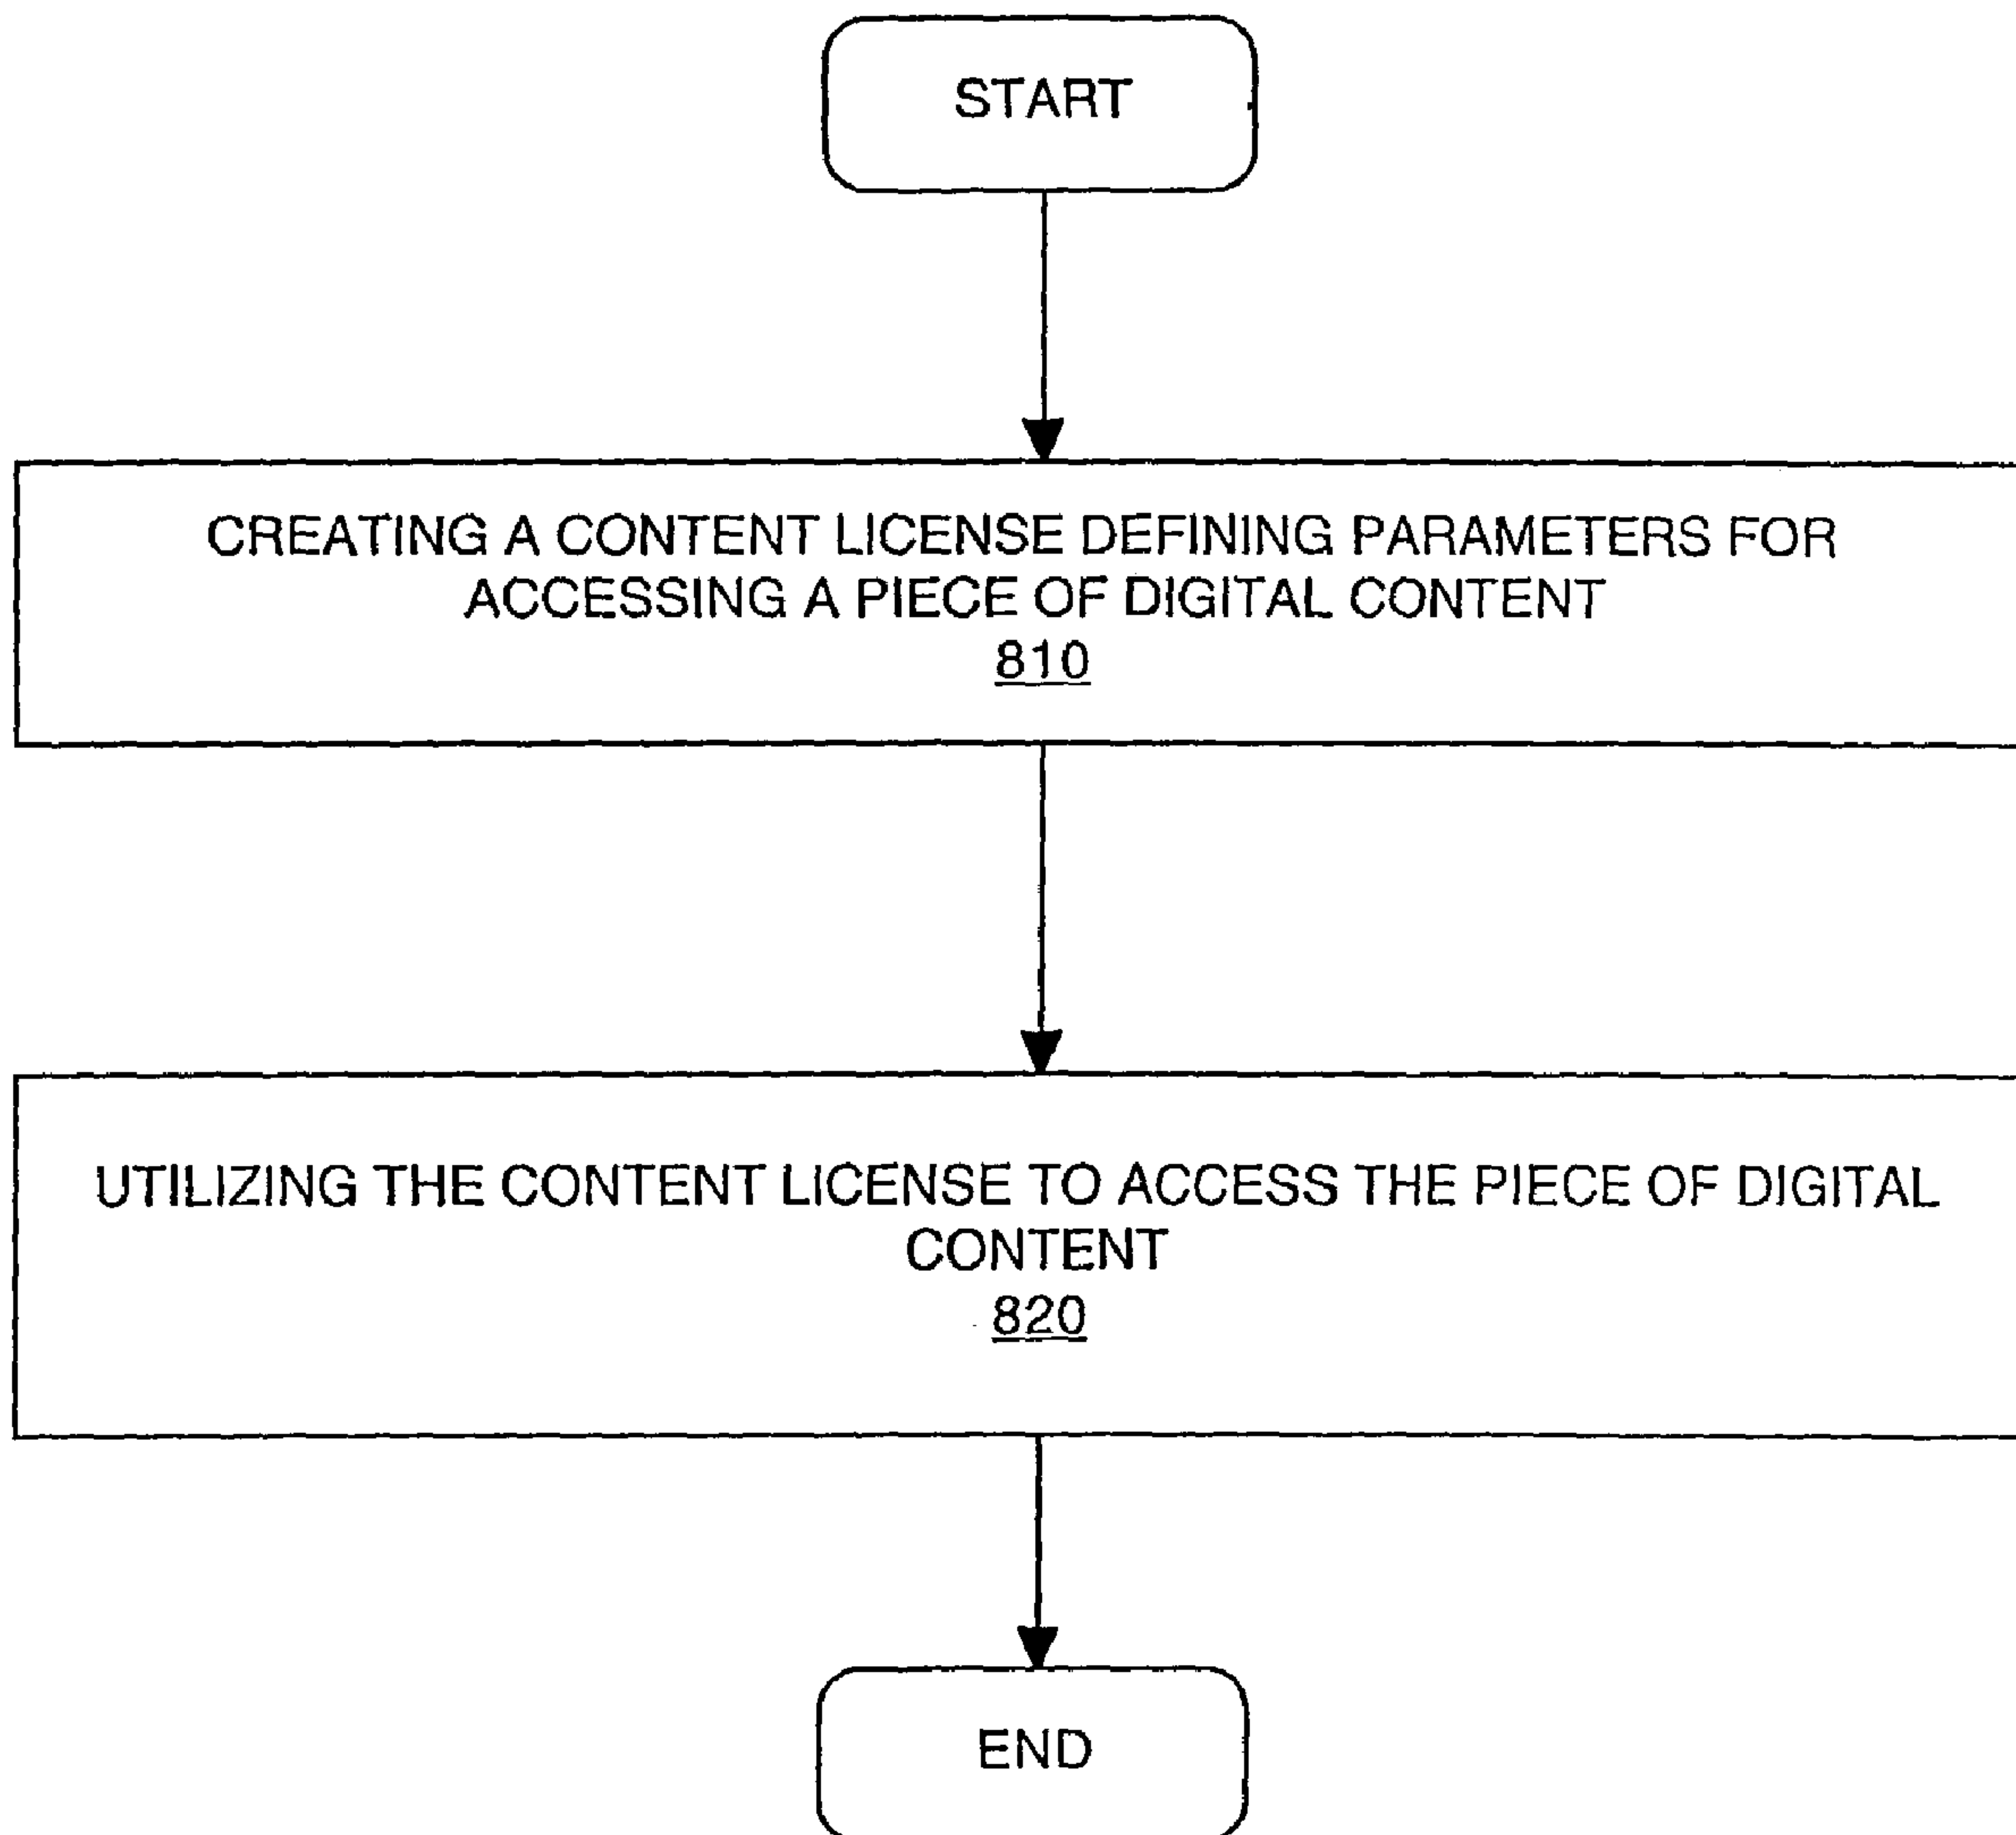 START
CREATING A CONTENT LICENSE DEFINING PARAMETERS FOR
ACCESSING A PIECE OF DIGITAL CONTENT
810
UTILIZING THE CONTENT LICENSE TO ACCESS THE PIECE OF DIGITAL
CONTENT
820
END